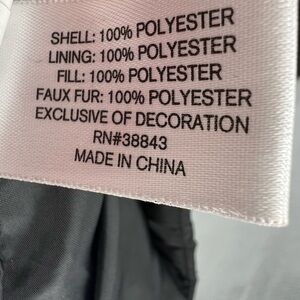 SHELL: 100% POLYESTER
LINING: 100% POLYESTER
FILL: 100% POLYESTER
FAUX FUR: 100% POLYESTER
EXCLUSIVE OF DECORATION
RN#38843
MADE IN CHINA